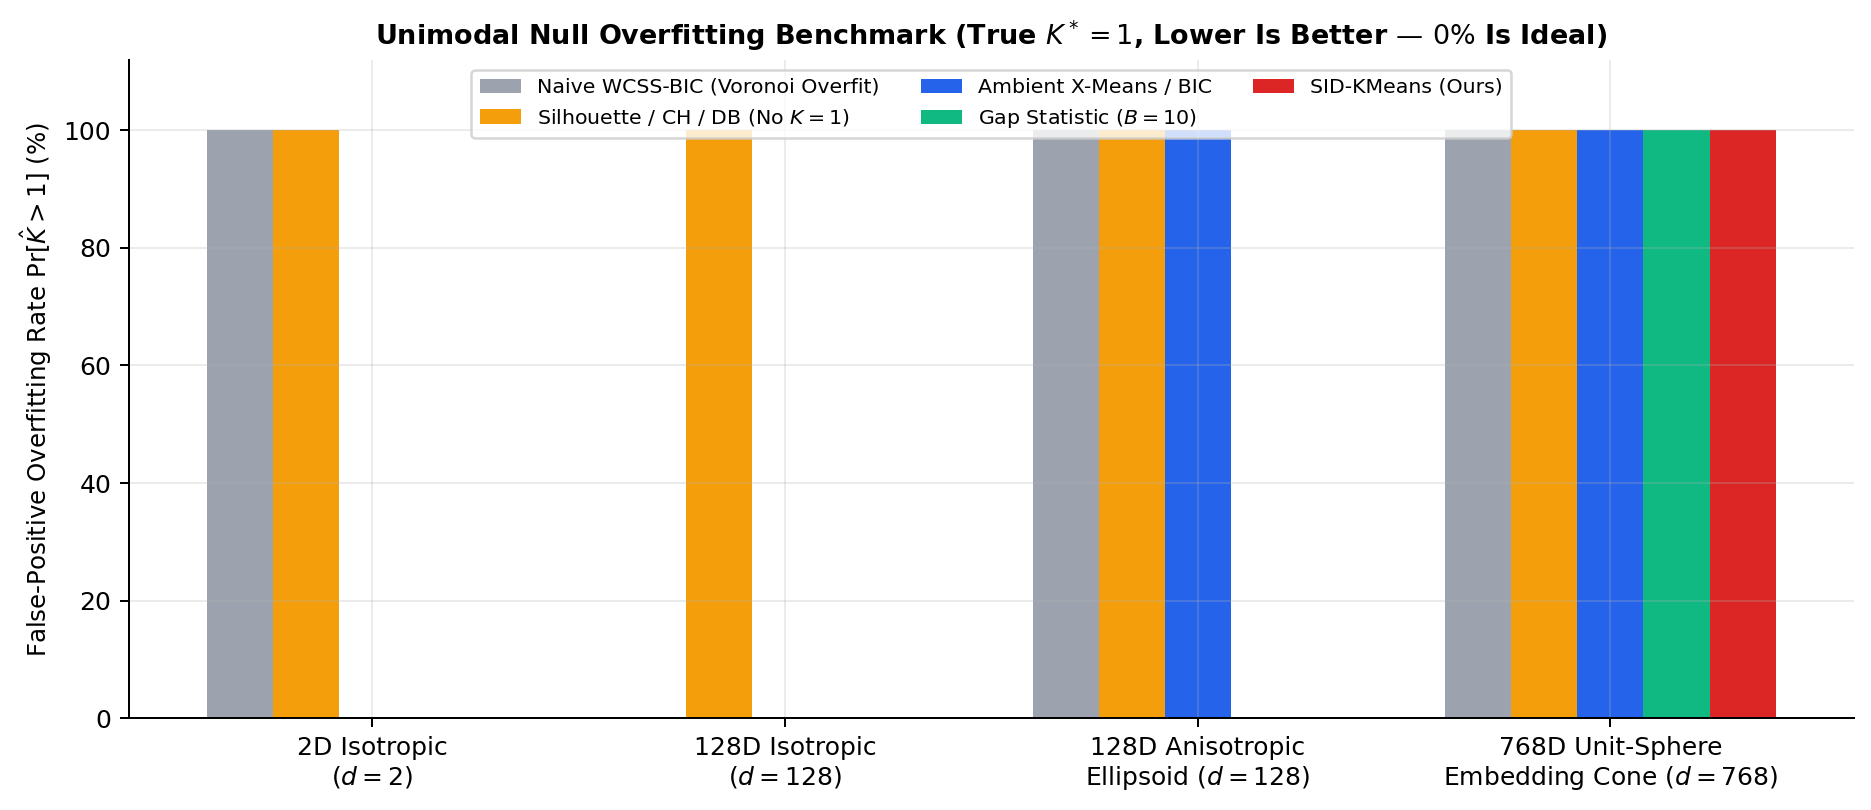 Unimodal Null Overfitting Benchmark (True K* = 1, Lower Is Better — 0% Is Ideal)
Naive WCSS-BIC (Voronoi Overfit)
Silhouette / CH / DB (No K = 1)
Ambient X-Means / BIC
Gap Statistic (B = 10)
SID-KMeans (Ours)
False-Positive Overfitting Rate Pr[K̂ > 1] (%)
100
80
60
40
20
0
2D Isotropic
(d = 2)
128D Isotropic
(d = 128)
128D Anisotropic
Ellipsoid (d = 128)
768D Unit-Sphere
Embedding Cone (d = 768)